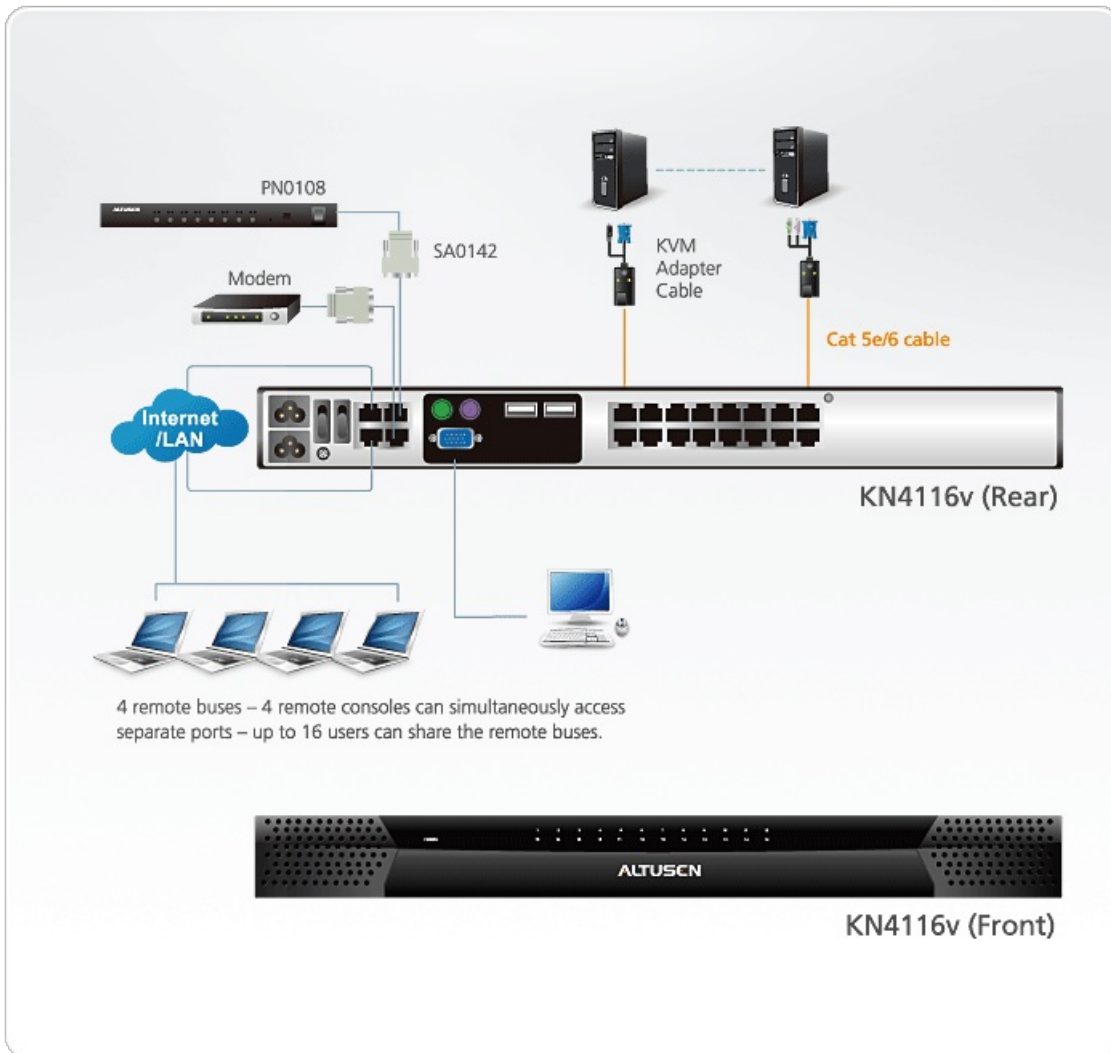 PN0108
ALTUSEN
SA0142
Modem
KVM
Adapter
Cable
Cat 5e/6 cable
Internet
/LAN
KN4116v (Rear)
4 remote buses – 4 remote consoles can simultaneously access
separate ports – up to 16 users can share the remote buses.
ALTUSEN
KN4116v (Front)